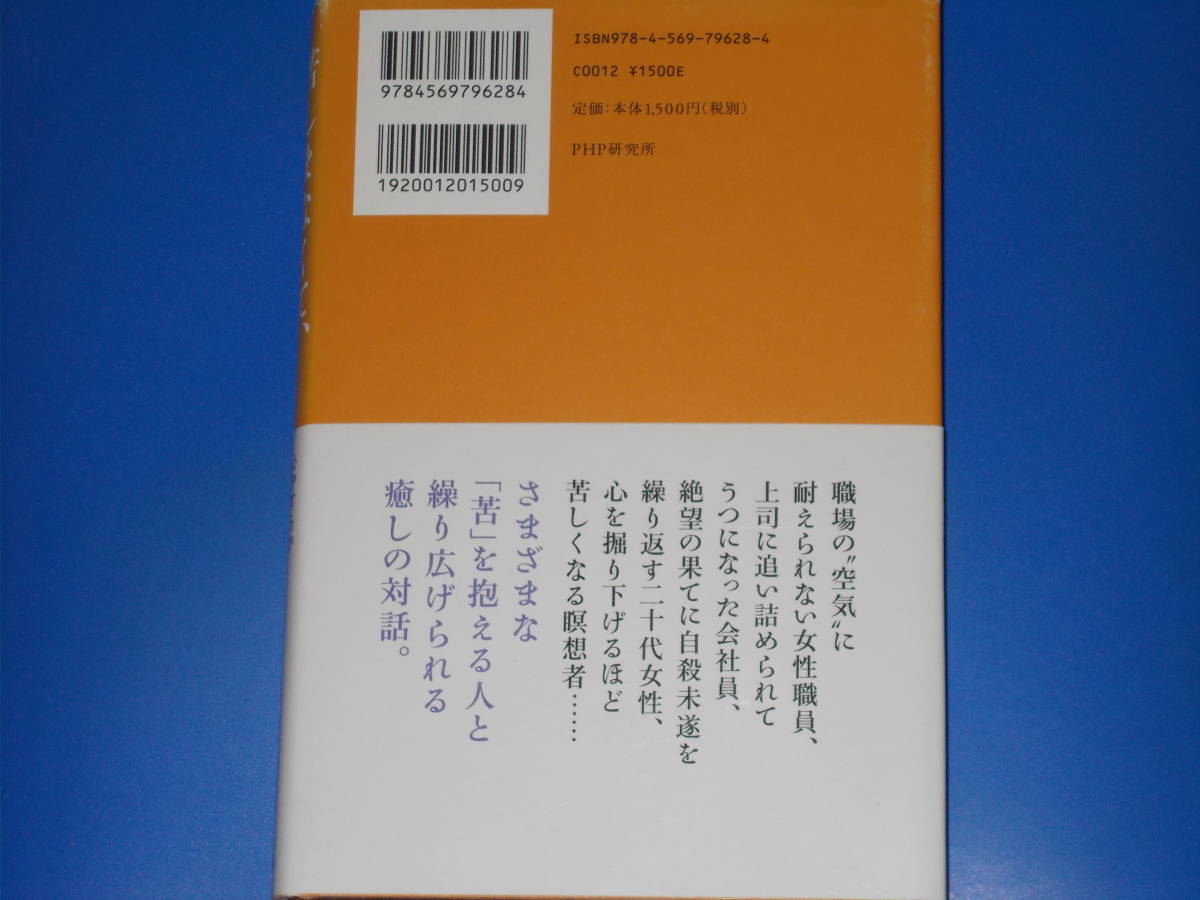 ISBN978-4-569-79628-4
C0012 ¥1500E
定価:本体1,500円(税別)
PHP研究所
9784569796284
1920012015009
職場の〝空気〟に
耐えられない女性職員、
上司に追い詰められて
うつになった会社員、
絶望の果てに自殺未遂を
繰り返す二十代女性、
心を掘り下げるほど
苦しくなる瞑想者……
さまざまな
「苦」を抱える人と
繰り広げられる
癒しの対話。